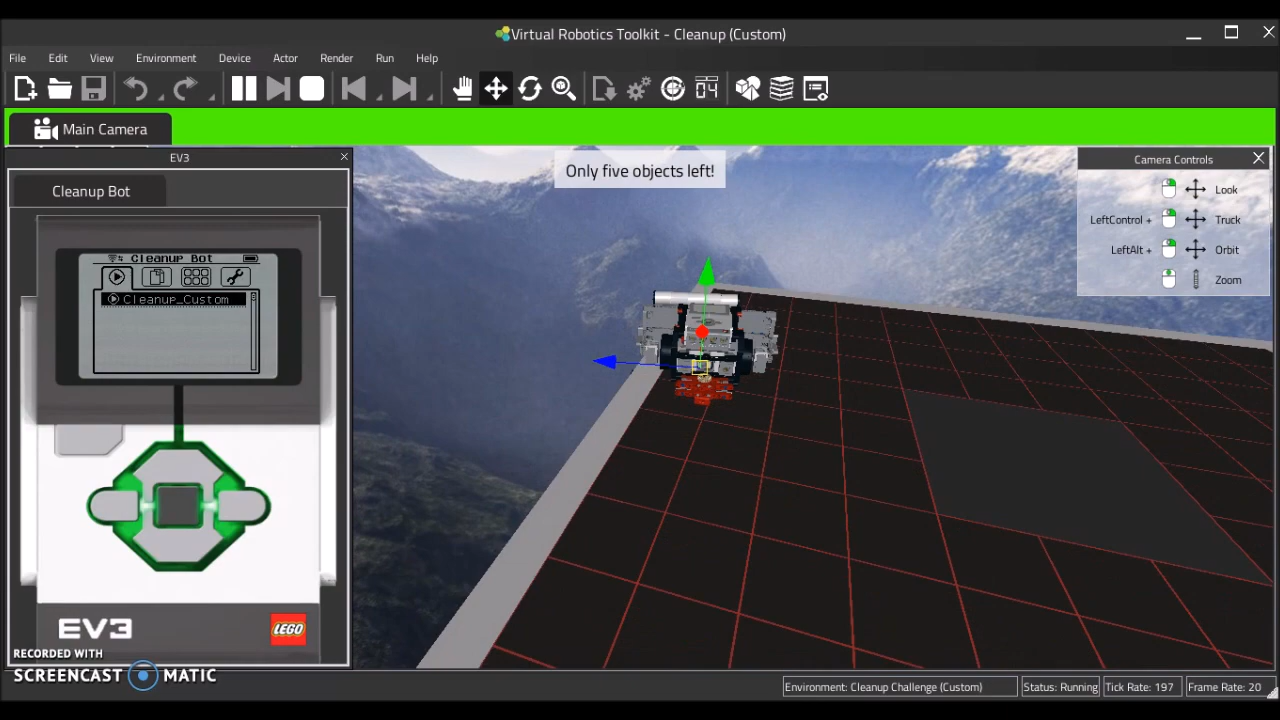 Virtual Robotics Toolkit - Cleanup (Custom)
File Edit View Environment Device Actor Render Run Help
04
Main Camera
EV3
Cleanup Bot
Cleanup Bot
Cleanup_Custom
EV3
LEGO
RECORDED WITH
SCREENCAST MATIC
Only five objects left!
Camera Controls
Look
LeftControl + Truck
LeftAlt + Orbit
Zoom
Environment: Cleanup Challenge (Custom) Status: Running Tick Rate: 197 Frame Rate: 20